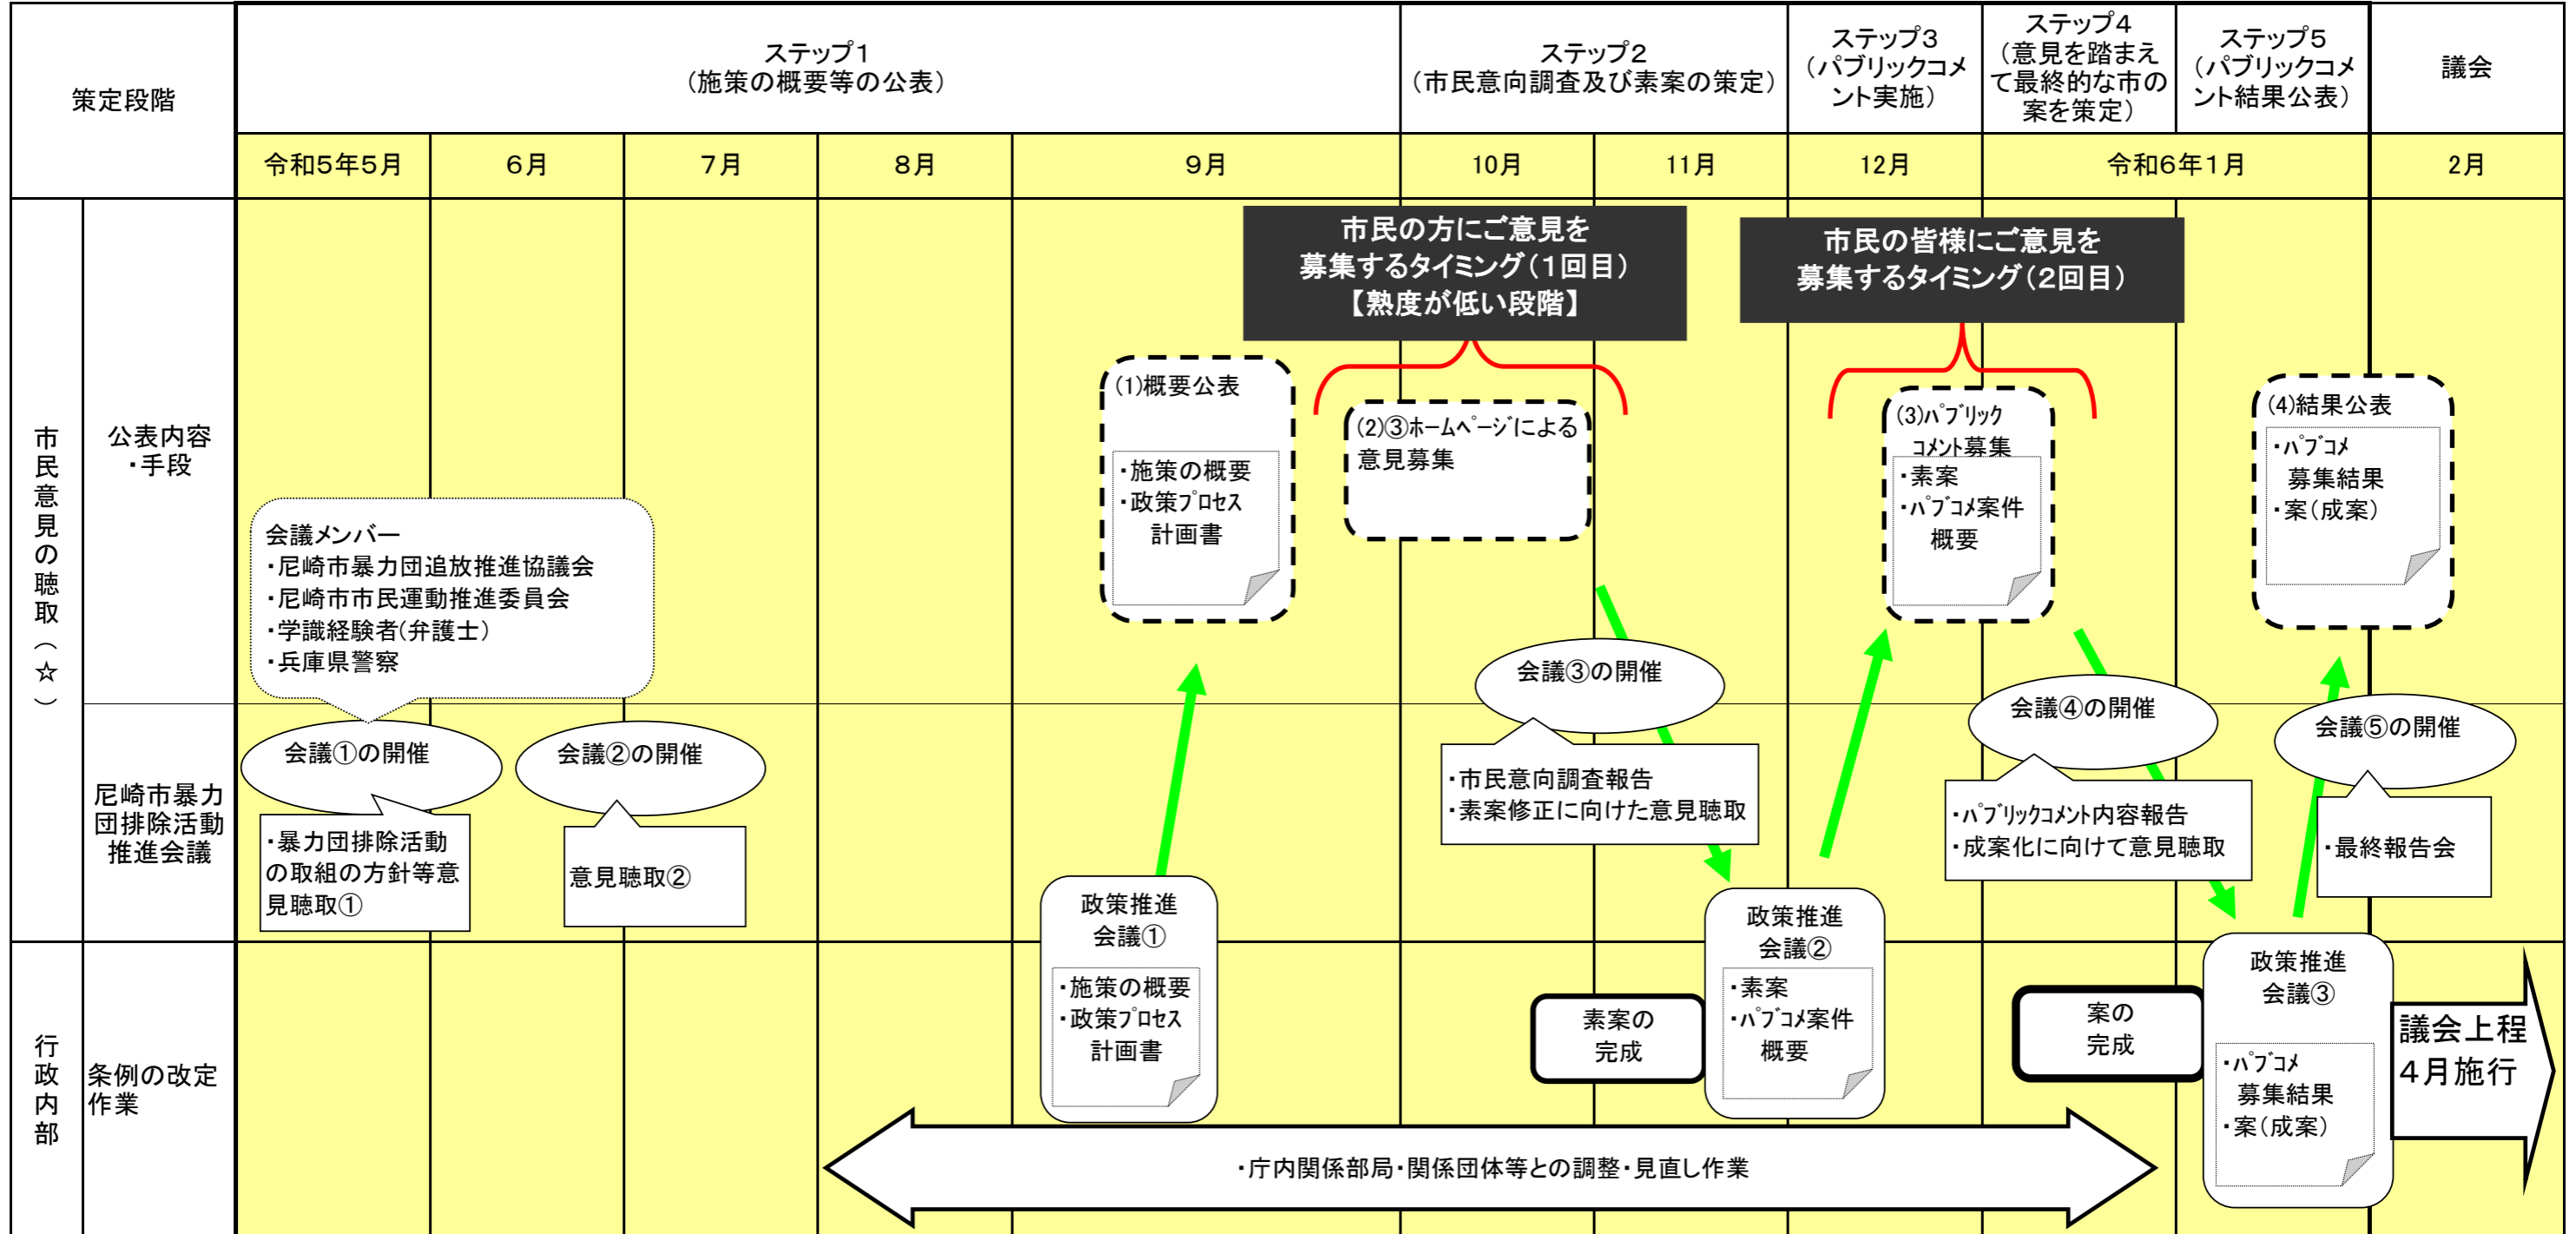 策定段階
ステップ1
(施策の概要等の公表)
ステップ2
(市民意向調査及び素案の策定)
ステップ3
(パブリックコメ
ント実施)
ステップ4
(意見を踏まえ
て最終的な市の
案を策定)
ステップ5
(パブリックコメ
ント結果公表)
議会
令和5年5月
6月
7月
8月
9月
10月
11月
12月
令和6年1月
2月
市民意見の聴取(☆)
公表内容
・手段
市民の方にご意見を
募集するタイミング(1回目)
【熟度が低い段階】
市民の皆様にご意見を
募集するタイミング(2回目)
(1)概要公表
・施策の概要
・政策プロセス
計画書
(2)③ホームページによる
意見募集
(3)パブリック
コメント募集
・素案
・パブコメ案件
概要
(4)結果公表
・パブコメ
募集結果
・案(成案)
会議メンバー
・尼崎市暴力団追放推進協議会
・尼崎市市民運動推進委員会
・学識経験者(弁護士)
・兵庫県警察
尼崎市暴力
団排除活動
推進会議
会議①の開催
・暴力団排除活動
の取組の方針等意
見聴取①
会議②の開催
意見聴取②
会議③の開催
・市民意向調査報告
・素案修正に向けた意見聴取
会議④の開催
・パブリックコメント内容報告
・成案化に向けて意見聴取
会議⑤の開催
・最終報告会
行政内部
条例の改定
作業
政策推進
会議①
・施策の概要
・政策プロセス
計画書
素案の
完成
政策推進
会議②
・素案
・パブコメ案件
概要
案の
完成
政策推進
会議③
・パブコメ
募集結果
・案(成案)
議会上程
4月施行
・庁内関係部局・関係団体等との調整・見直し作業